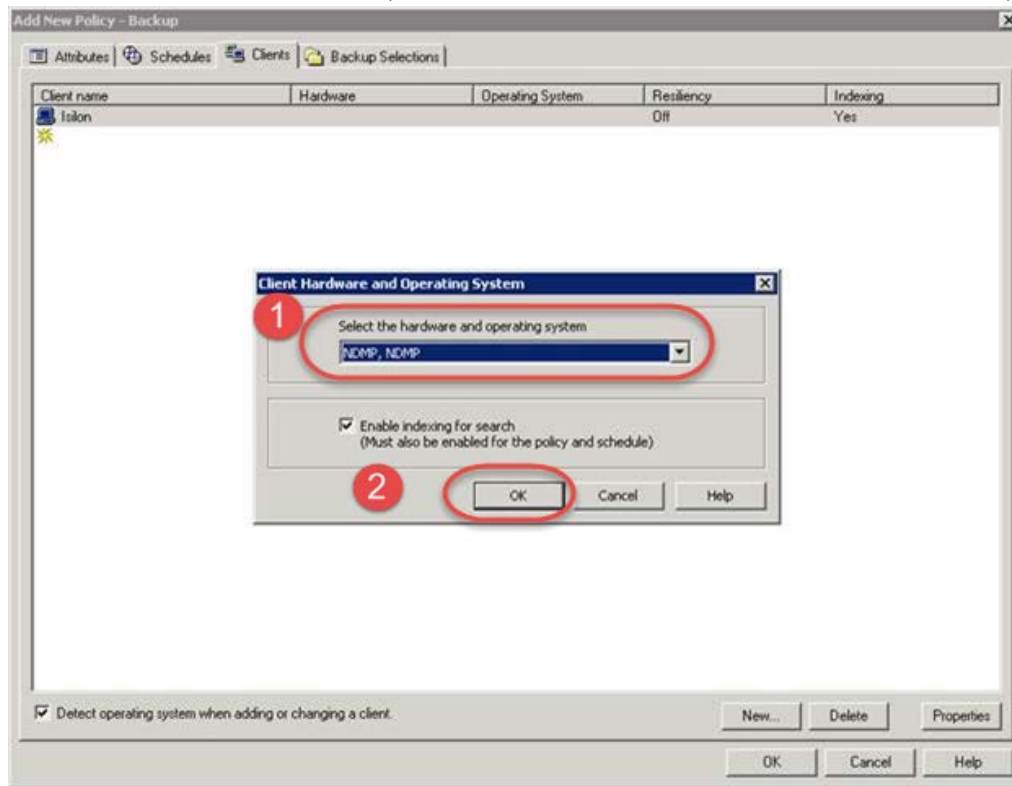 Add New Policy - Backup
Attributes Schedules Clients Backup Selections
Client name Hardware Operating System Resiliency Indexing
Isilon Off Yes
Client Hardware and Operating System
1
Select the hardware and operating system
NDMP, NDMP
Enable indexing for search
(Must also be enabled for the policy and schedule)
2
OK Cancel Help
Detect operating system when adding or changing a client.
New... Delete Properties
OK Cancel Help